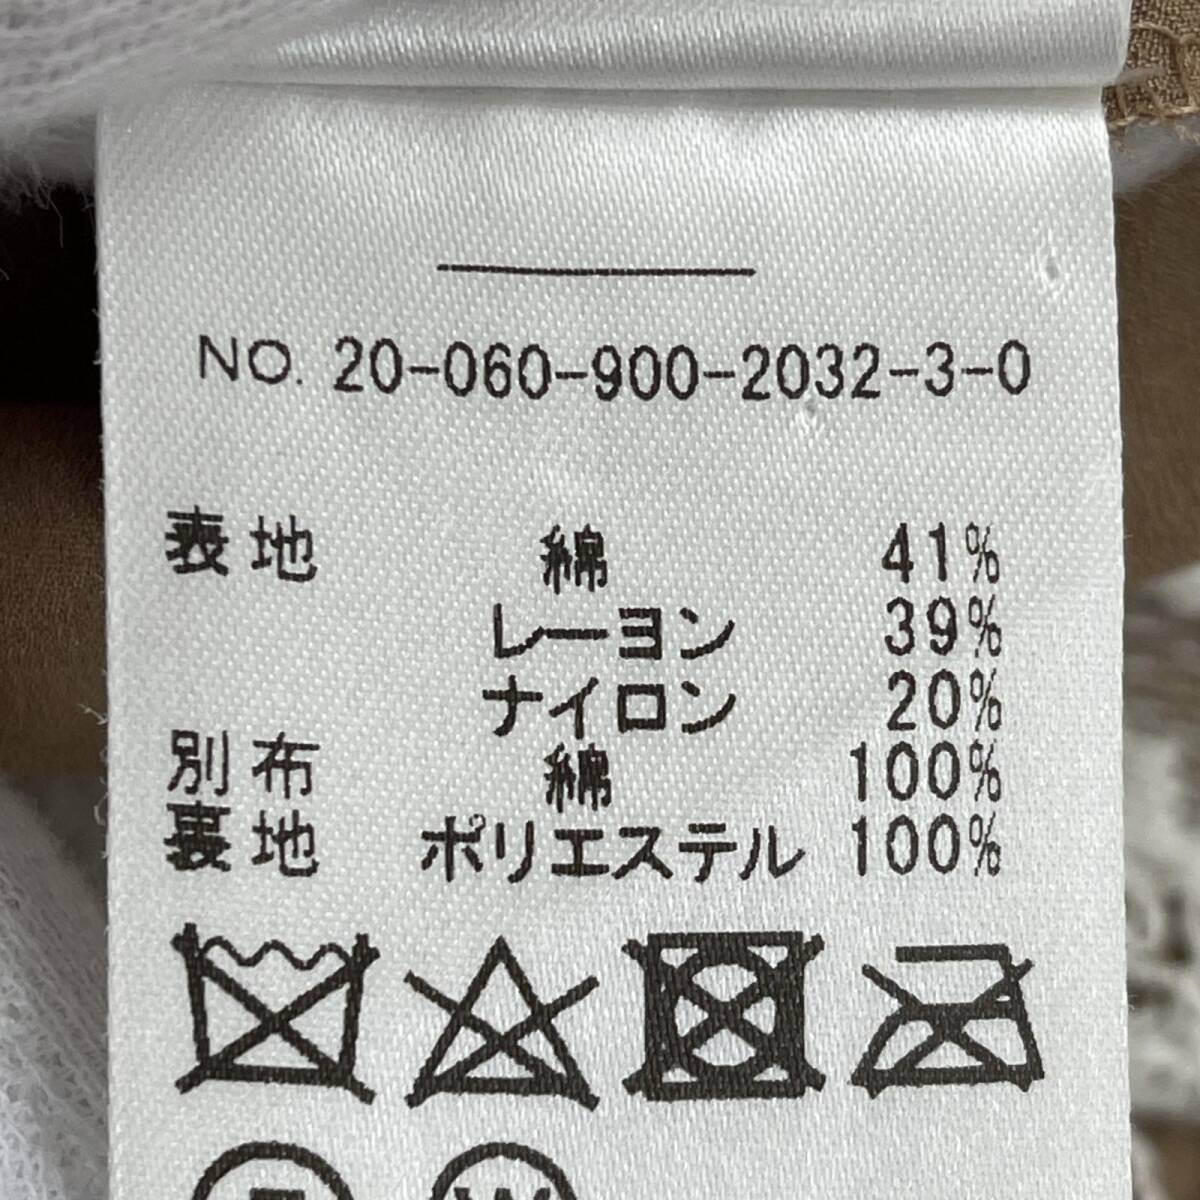 NO. 20-060-900-2032-3-0
表地 綿 41%
レーヨン 39%
ナイロン 20%
別布 綿 100%
裏地 ポリエステル 100%